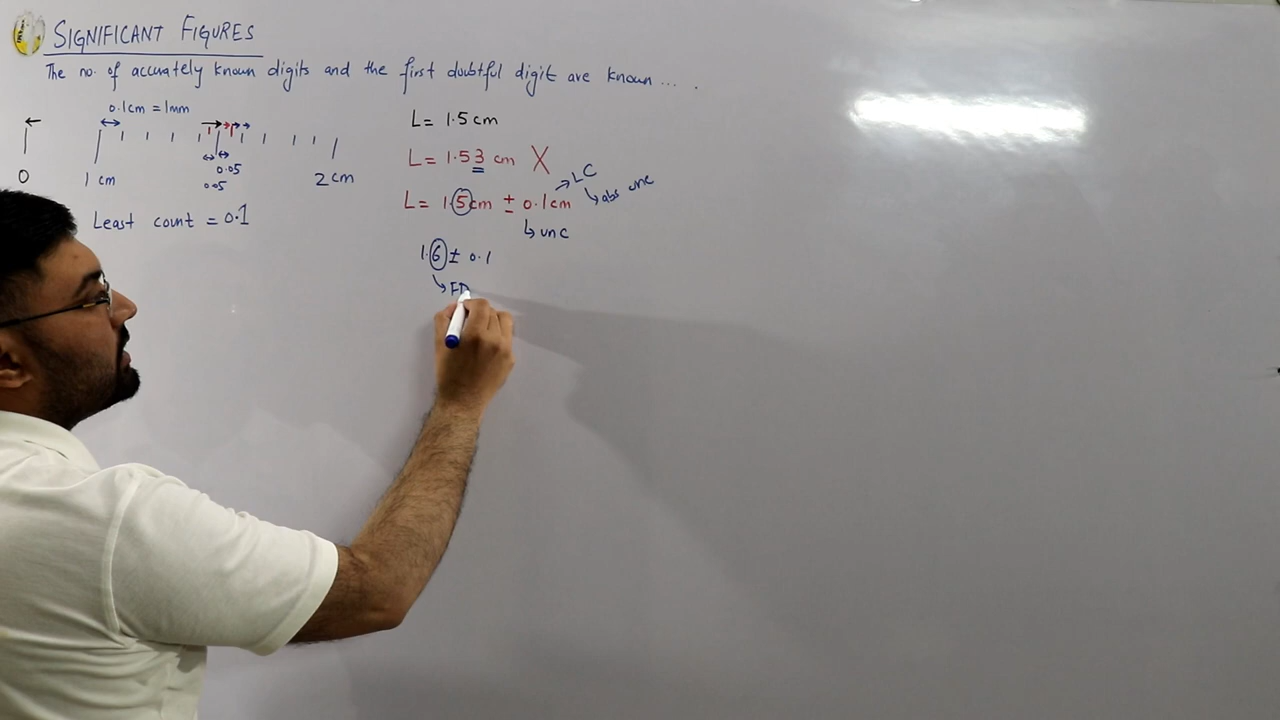 SIGNIFICANT FIGURES
The no. of accurately known digits and the first doubtful digit are known ....
0.1cm = 1mm
0 1 cm 2 cm
0.05
0.05
Least count = 0.1
L = 1.5 cm
L = 1.53 cm X
L = 1.5cm ± 0.1cm
LC
abs unc
unc
1.6 ± 0.1
FD